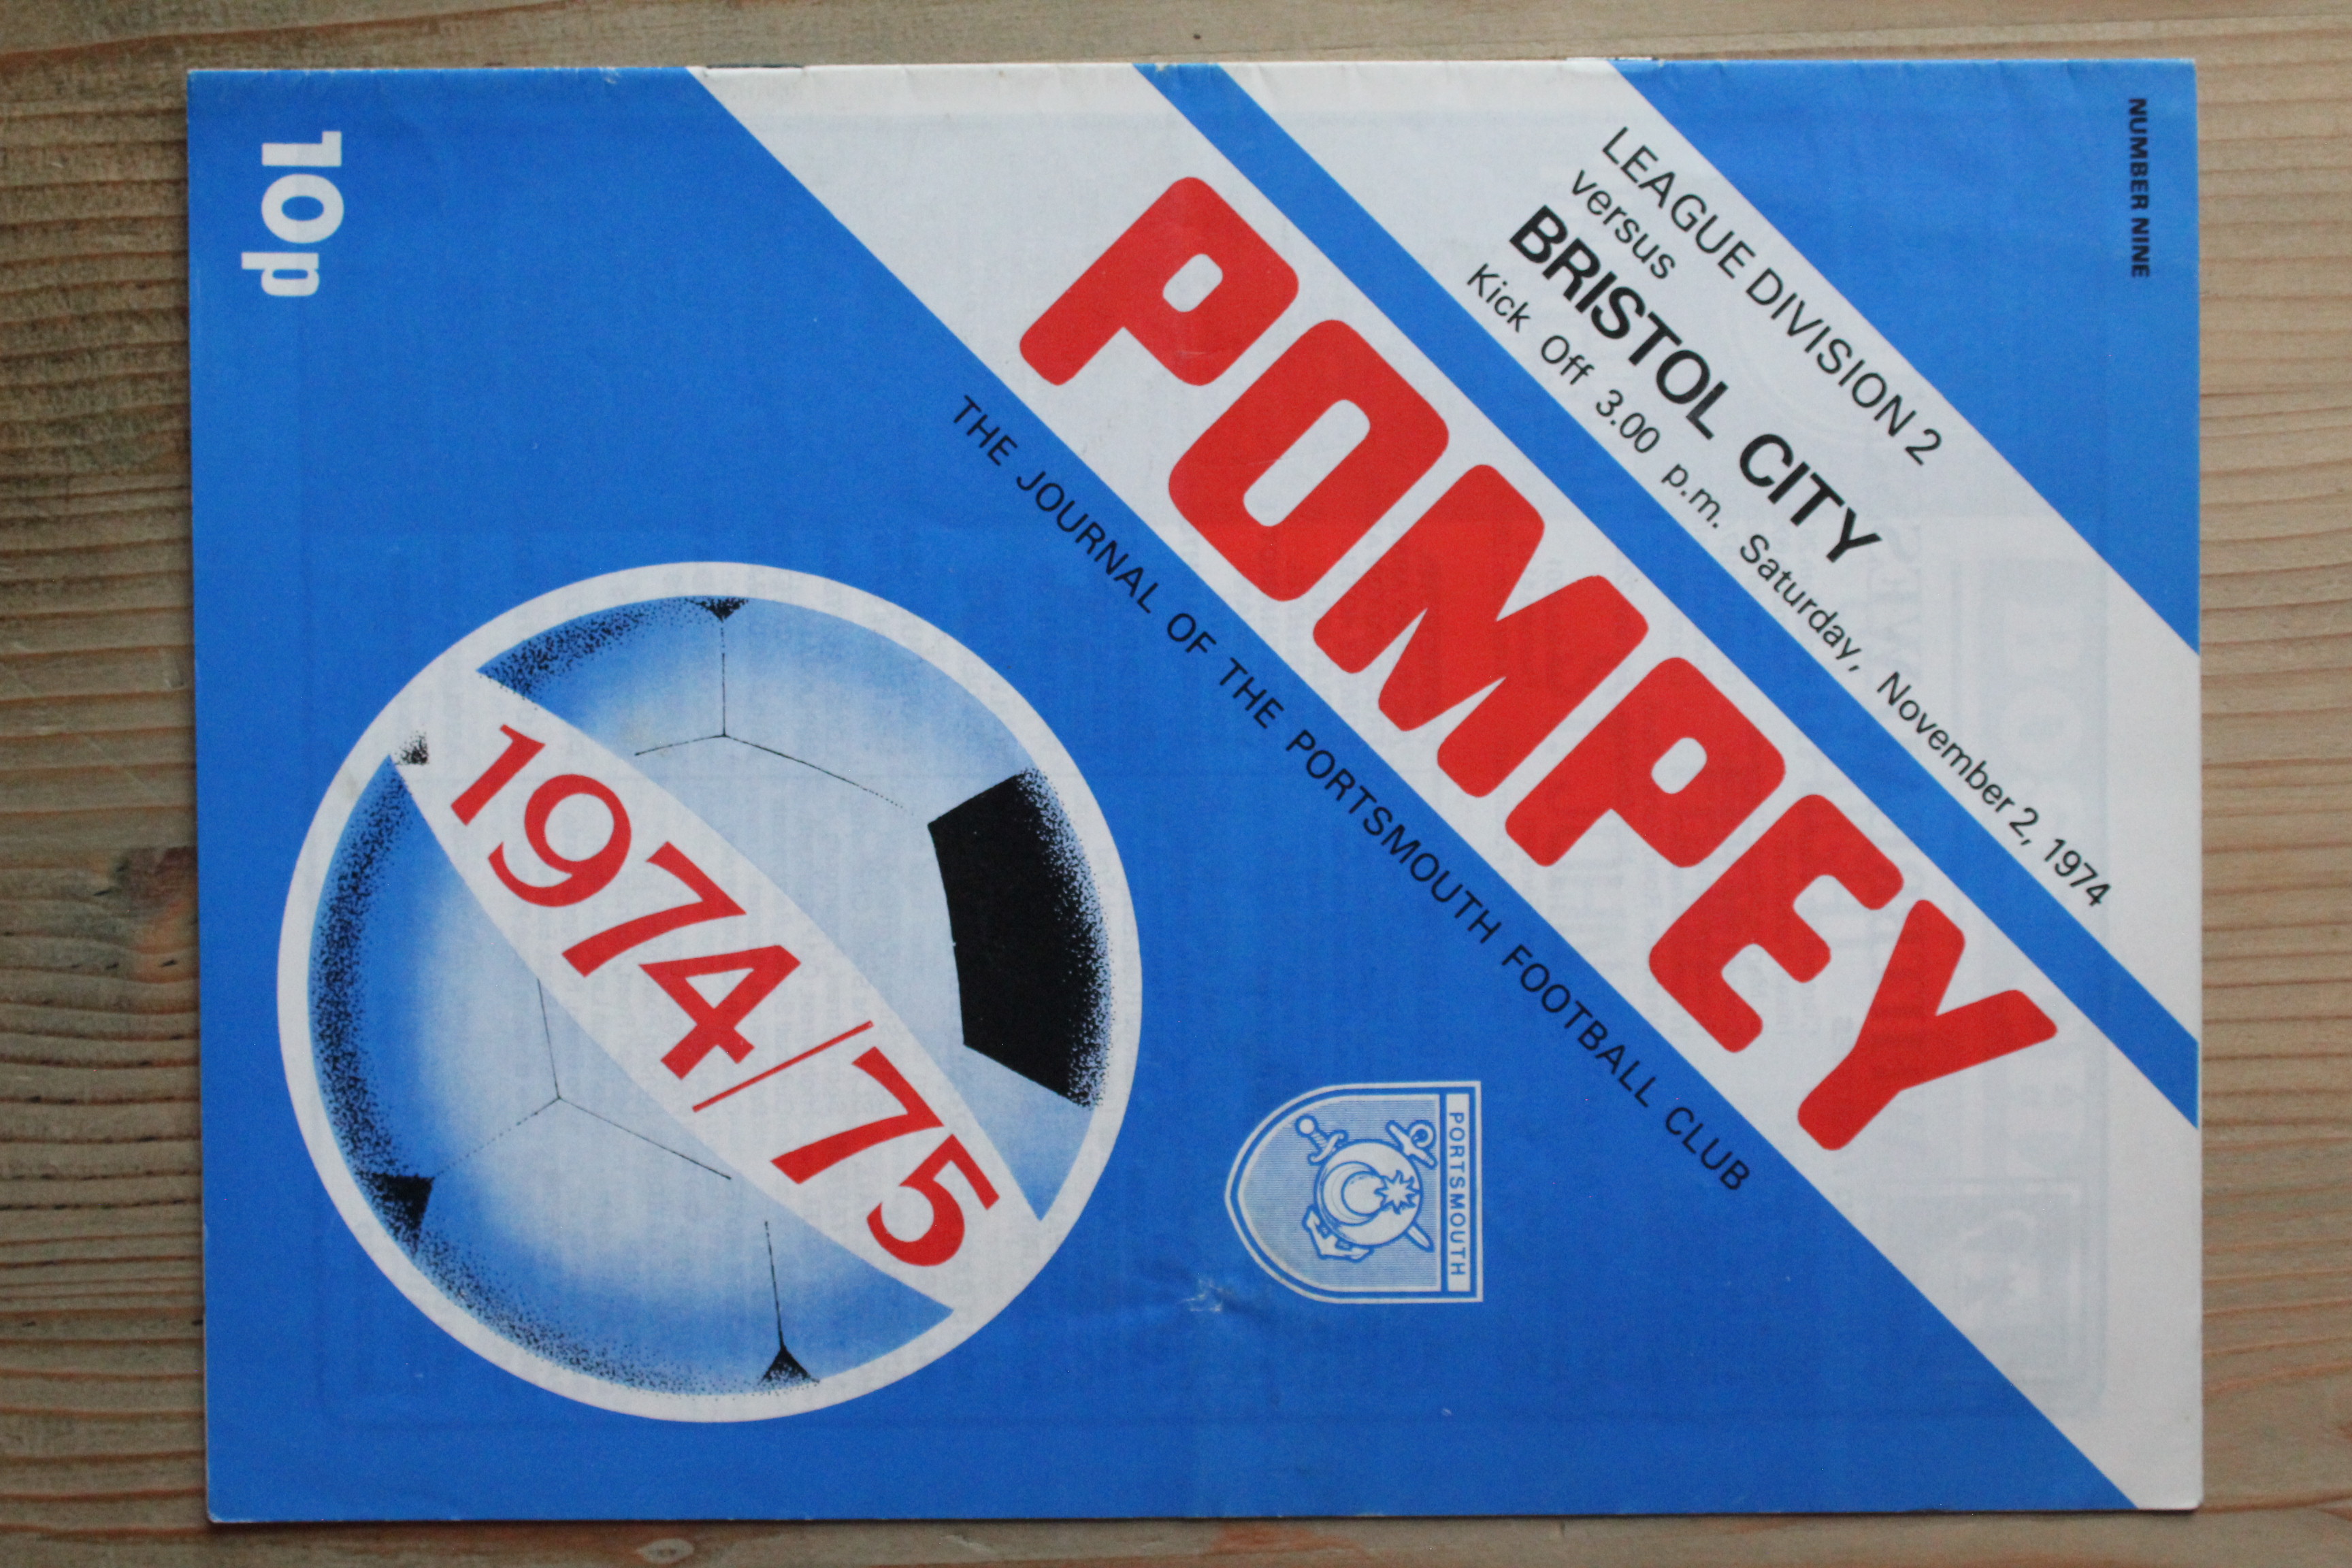 NUMBER NINE
LEAGUE DIVISION 2
versus
BRISTOL CITY
Kick Off 3.00 p.m. Saturday, November 2, 1974
POMPEY
THE JOURNAL OF THE PORTSMOUTH FOOTBALL CLUB
PORTSMOUTH
1974/75
10p